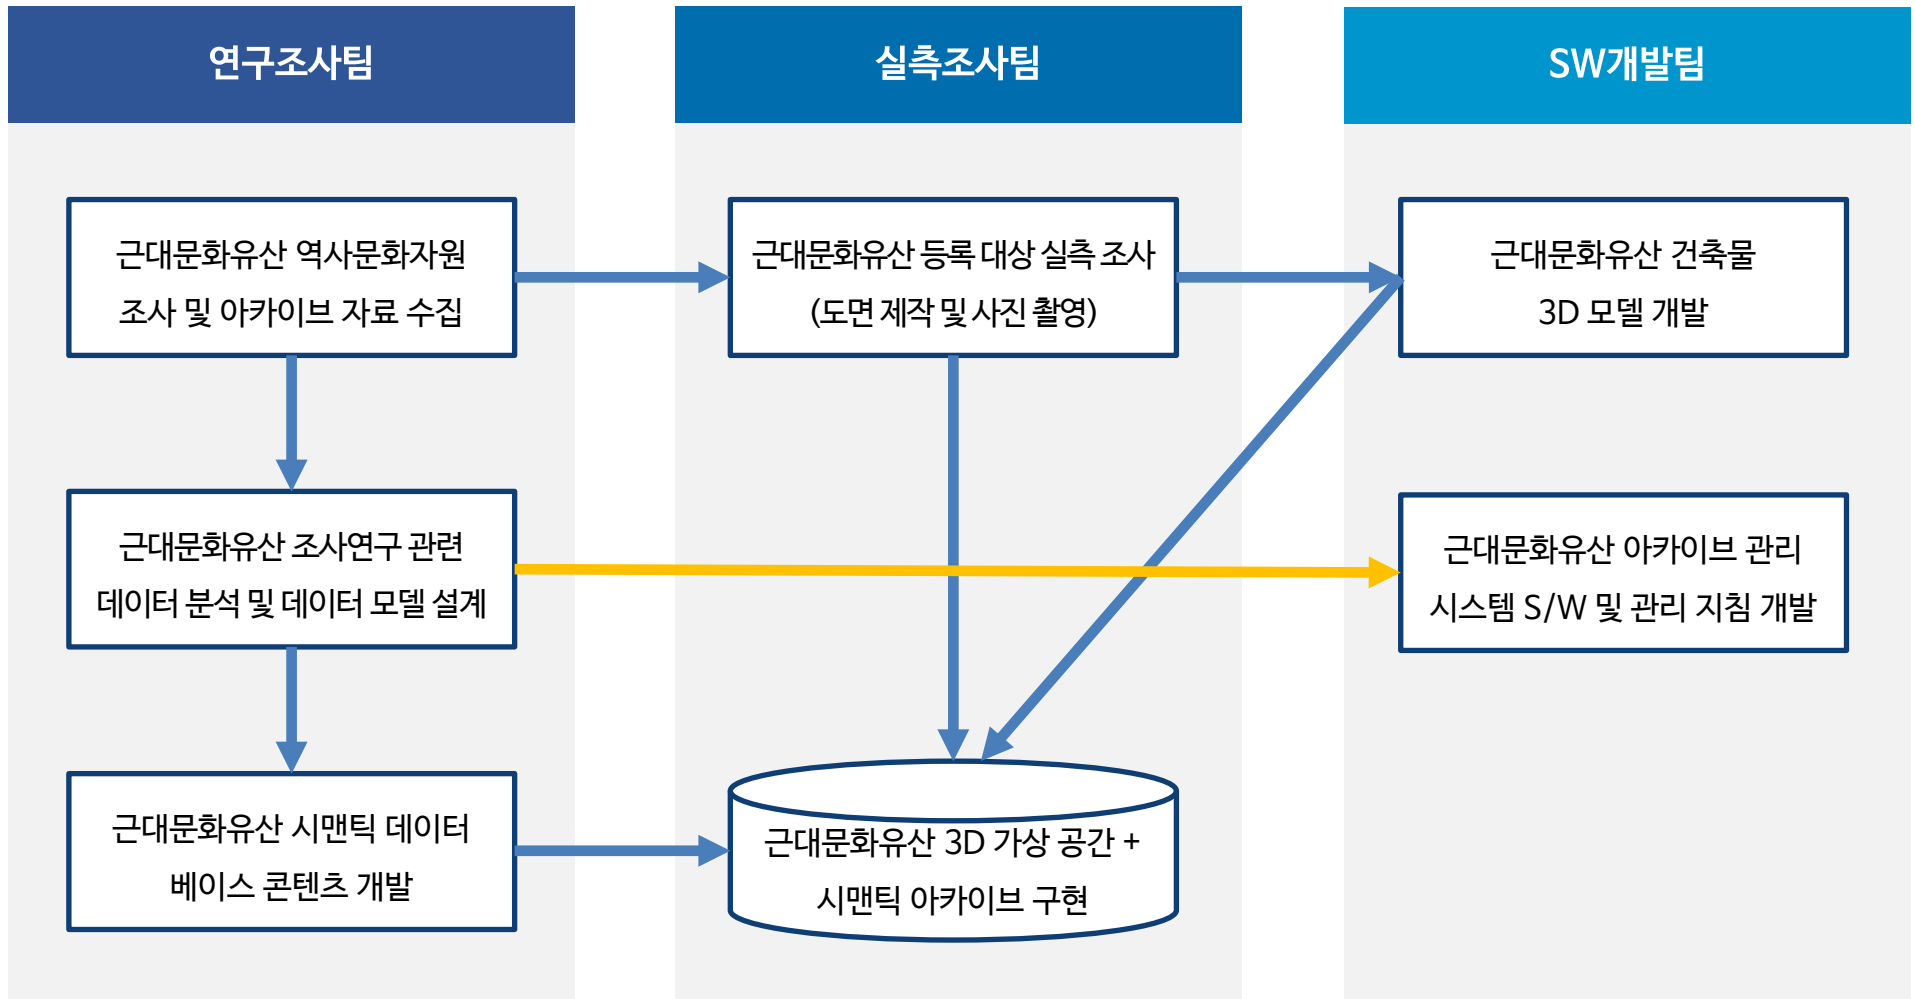 연구조사팀
실측조사팀
SW개발팀
근대문화유산 역사문화자원
조사 및 아카이브 자료 수집
근대문화유산 등록 대상 실측 조사
(도면 제작 및 사진 촬영)
근대문화유산 건축물
3D 모델 개발
근대문화유산 조사연구 관련
데이터 분석 및 데이터 모델 설계
근대문화유산 아카이브 관리
시스템 S/W 및 관리 지침 개발
근대문화유산 시맨틱 데이터
베이스 콘텐츠 개발
근대문화유산 3D 가상 공간 +
시맨틱 아카이브 구현